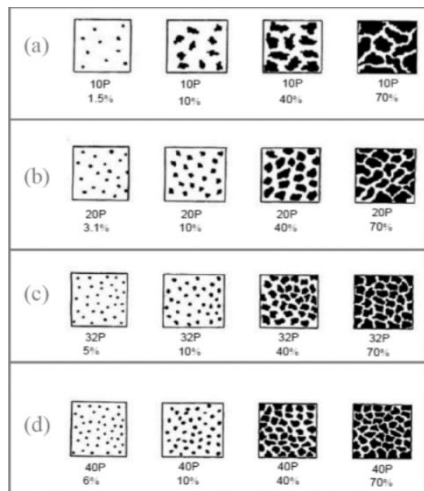 (a)
10P 10P 10P 10P
1.5% 10% 40% 70%
(b)
20P 20P 20P 20P
3.1% 10% 40% 70%
(c)
32P 32P 32P 32P
5% 10% 40% 70%
(d)
40P 40P 40P 40P
6% 10% 40% 70%